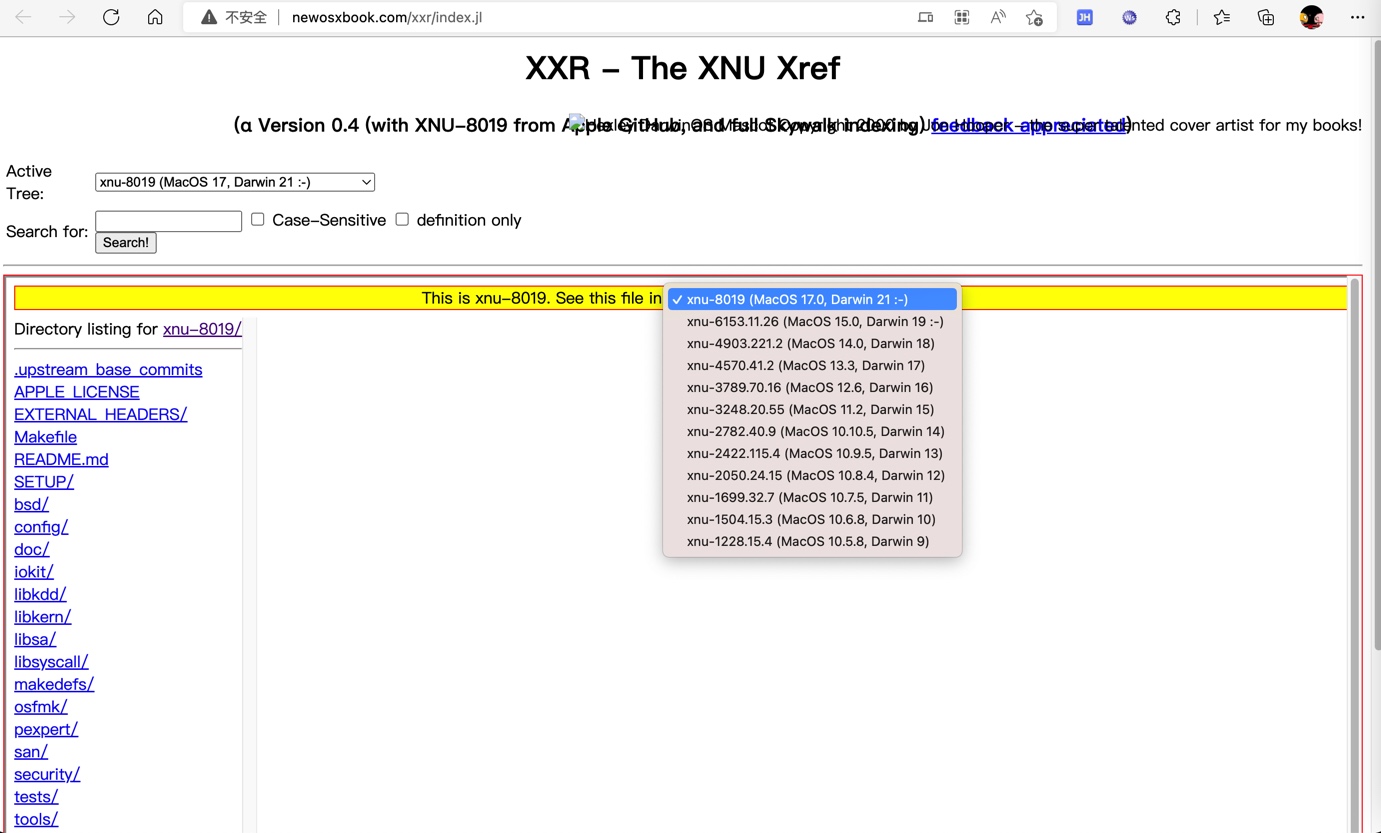 不安全 newosxbook.com/xxr/index.jl
JH
Ws
XXR – The XNU Xref
(α Version 0.4 (with XNU-8019 from Apple GitHub, and full Skywalk indexing) feedback appreciated)
Copyright 2000 by Jon Hooper - the super talented cover artist for my books!
Active
Tree:
xnu-8019 (MacOS 17, Darwin 21 :-)
Search for:
Case-Sensitive
definition only
Search!
This is xnu-8019. See this file in
✓ xnu-8019 (MacOS 17.0, Darwin 21 :-)
xnu-6153.11.26 (MacOS 15.0, Darwin 19 :-)
xnu-4903.221.2 (MacOS 14.0, Darwin 18)
xnu-4570.41.2 (MacOS 13.3, Darwin 17)
xnu-3789.70.16 (MacOS 12.6, Darwin 16)
xnu-3248.20.55 (MacOS 11.2, Darwin 15)
xnu-2782.40.9 (MacOS 10.10.5, Darwin 14)
xnu-2422.115.4 (MacOS 10.9.5, Darwin 13)
xnu-2050.24.15 (MacOS 10.8.4, Darwin 12)
xnu-1699.32.7 (MacOS 10.7.5, Darwin 11)
xnu-1504.15.3 (MacOS 10.6.8, Darwin 10)
xnu-1228.15.4 (MacOS 10.5.8, Darwin 9)
Directory listing for xnu-8019/
.upstream_base_commits
APPLE_LICENSE
EXTERNAL_HEADERS/
Makefile
README.md
SETUP/
bsd/
config/
doc/
iokit/
libkdd/
libkern/
libsa/
libsyscall/
makedefs/
osfmk/
pexpert/
san/
security/
tests/
tools/